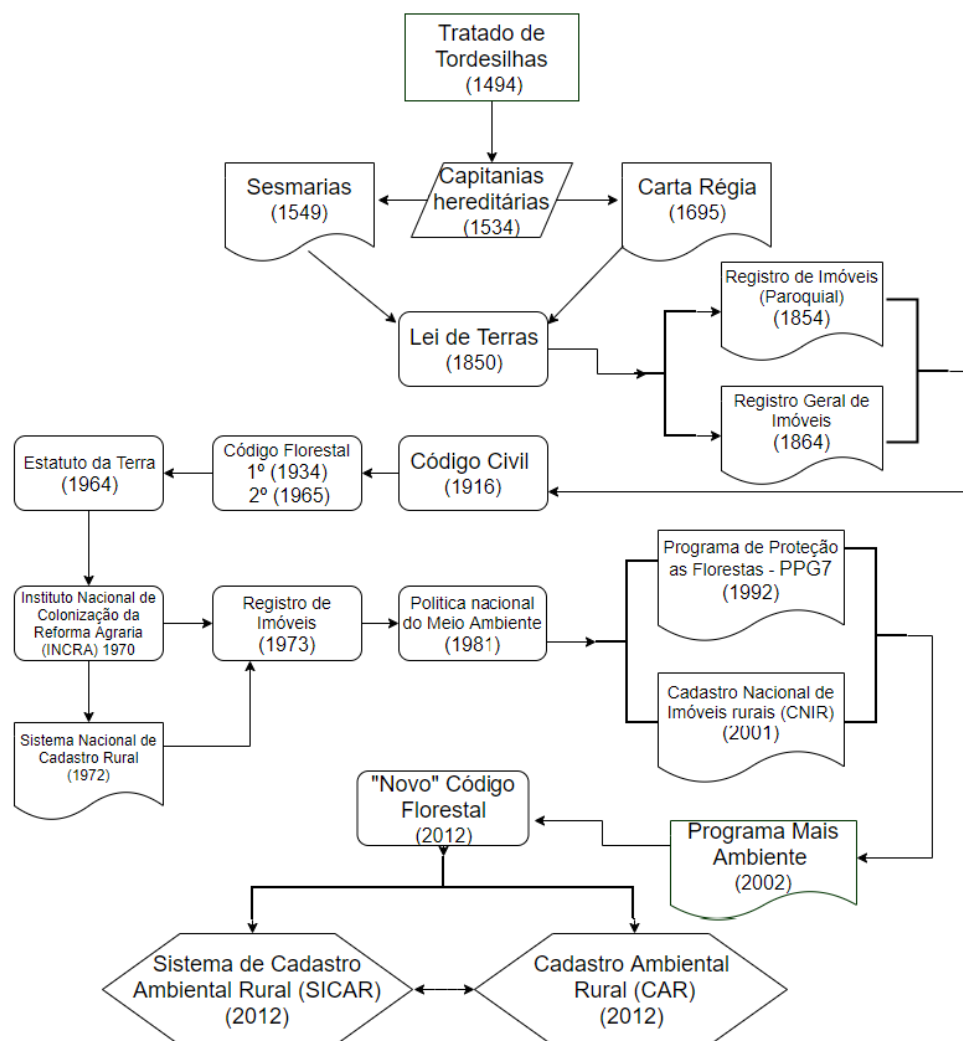 Tratado de
Tordesilhas
(1494)
Sesmarias
(1549)
Capitanias
hereditárias
(1534)
Carta Régia
(1695)
Lei de Terras
(1850)
Registro de Imóveis
(Paroquial)
(1854)
Registro Geral de
Imóveis
(1864)
Estatuto da Terra
(1964)
Código Florestal
1º (1934)
2º (1965)
Código Civil
(1916)
Instituto Nacional de
Colonização da
Reforma Agraria
(INCRA) 1970
Registro de
Imóveis
(1973)
Politica nacional
do Meio Ambiente
(1981)
Programa de Proteção
as Florestas - PPG7
(1992)
Cadastro Nacional de
Imóveis rurais (CNIR)
(2001)
Sistema Nacional de
Cadastro Rural
(1972)
"Novo" Código
Florestal
(2012)
Programa Mais
Ambiente
(2002)
Sistema de Cadastro
Ambiental Rural (SICAR)
(2012)
Cadastro Ambiental
Rural (CAR)
(2012)